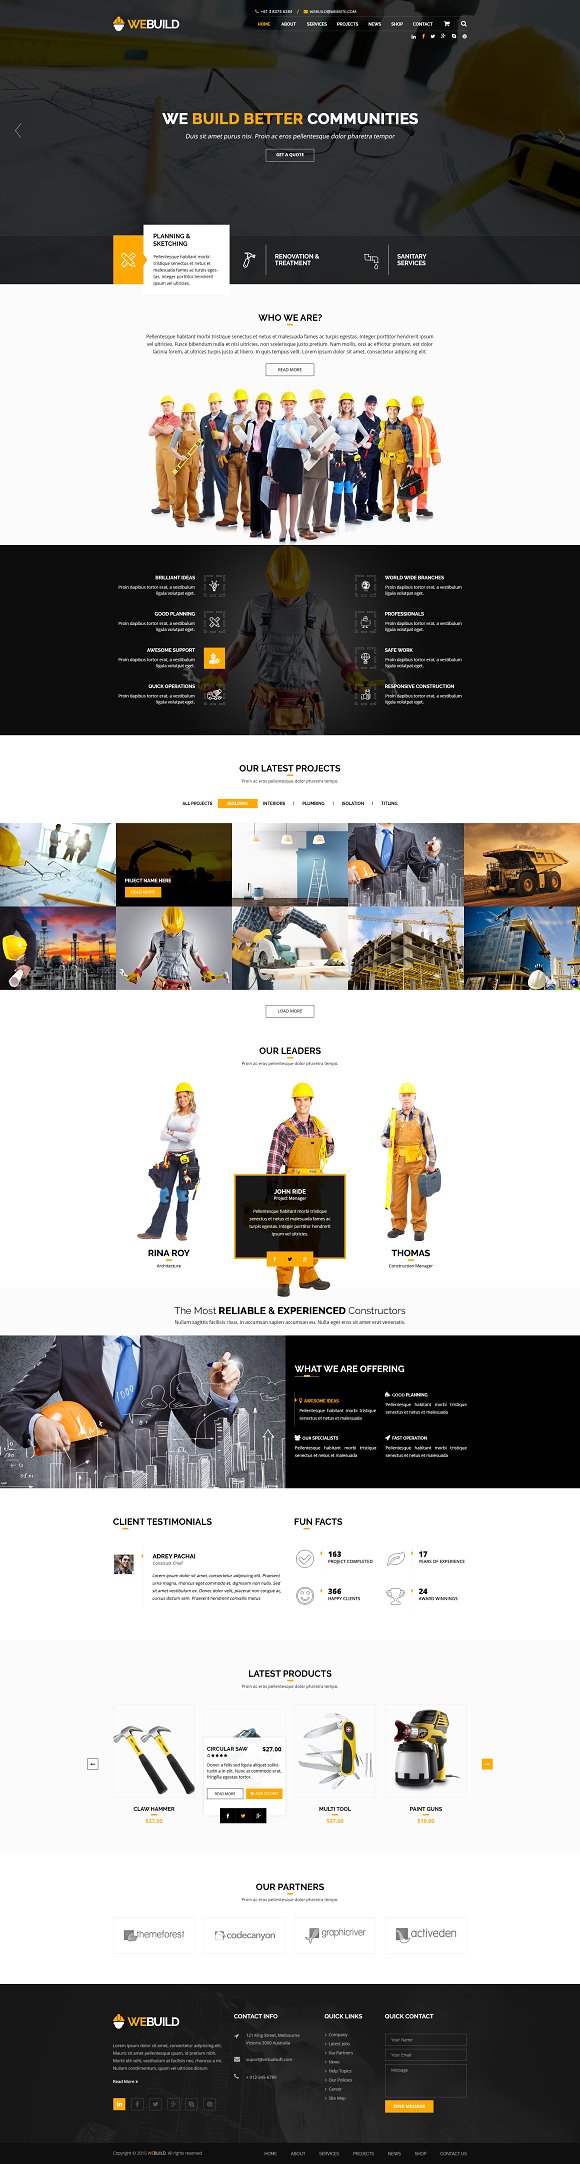 +61 3 8376 6284 / WEBUILD@WEBSITE.COM
WEBUILD
HOME ABOUT SERVICES PROJECTS NEWS SHOP CONTACT
WE BUILD BETTER COMMUNITIES
Duis sit amet purus nisi. Proin ac eros pellentesque dolor pharetra tempor
GET A QUOTE
PLANNING &
SKETCHING
Pellentesque habitant morbi
tristique senectus et netus et
malesuada fames ac turpis eges-
tas. Integer porttitor hendrerit
ipsum vel ultricies.
RENOVATION &
TREATMENT
SANITARY
SERVICES
WHO WE ARE?
Pellentesque habitant morbi tristique senectus et netus et malesuada fames ac turpis egestas. Integer porttitor hendrerit ipsum
vel ultricies. Fusce bibendum nulla et nisi ultricies, non scelerisque justo pretium. Nam mollis, orci ac efficitur pretium, est dolor
lacinia lorem, at ultrices turpis justo at libero. In quis tempus velit. Lorem ipsum dolor sit amet, consectetur adipiscing elit.
READ MORE
BRILLIANT IDEAS
Proin dapibus tortor erat, a vestibulum
ligula volutpat eget.
GOOD PLANNING
Proin dapibus tortor erat, a vestibulum
ligula volutpat eget.
AWESOME SUPPORT
Proin dapibus tortor erat, a vestibulum
ligula volutpat eget.
QUICK OPERATIONS
Proin dapibus tortor erat, a vestibulum
ligula volutpat eget.
WORLD WIDE BRANCHES
Proin dapibus tortor erat, a vestibulum
ligula volutpat eget.
PROFESSIONALS
Proin dapibus tortor erat, a vestibulum
ligula volutpat eget.
SAFE WORK
Proin dapibus tortor erat, a vestibulum
ligula volutpat eget.
RESPONSIVE CONSTRUCTION
Proin dapibus tortor erat, a vestibulum
ligula volutpat eget.
OUR LATEST PROJECTS
Proin ac eros pellentesque dolor pharetra tempo.
ALL PROJECTS BUILDING INTERIORS | PLUMBING | ISOLATION | TITLING
PRJECT NAME HERE
READ MORE
LOAD MORE
OUR LEADERS
Proin ac eros pellentesque dolor pharetra tempo.
RINA ROY
Architecture
JOHN RIDE
Project Menager
Pellentesque habitant morbi tristique
senectus et netus et malesuada fames ac
turpis egestas. Integer porttitor hendrerit
ipsum vel ultricies.
THOMAS
Construction Manager
The Most RELIABLE & EXPERIENCED Constructors
Nullam sagittis facilisis risus, in accumsan sapien accumsan eu. Nulla eget eros sit amet erat venenatis.
WHAT WE ARE OFFERING
AWESOME IDEAS
Pellentesque habitant morbi tristique
senectus et netus et malesuada
GOOD PLANNING
Pellentesque habitant morbi tristique
senectus et netus et malesuada
OUR SPECIALISTS
Pellentesque habitant morbi tristique
senectus et netus et malesuada
FAST OPERATION
Pellentesque habitant morbi tristique
senectus et netus et malesuada
CLIENT TESTIMONIALS
ADREY PACHAI
Construct Chief
Lorem ipsum dolor sit amet, consectetur adipiscing elit. Praesent
urna magna, moncus eget commodo et, dignissim non nulla. Sed
sit amet vestibulum ex. Donec dolor velit, placerat non congue ac,
cursus dictum sem. Praesent hendrerit convallis metus.
FUN FACTS
163
PROJECT COMPLETED
17
YEARS OF EXPERIENCE
366
HAPPY CLIENTS
24
AWARD WINNINGS
LATEST PRODUCTS
Proin ac eros pellentesque dolor pharetra tempo.
CLAW HAMMER
$27.00
CIRCULAR SAW $27.00
Donec a felis sed ligula aliquet sollici-
tudin a in elit. Nunc at commodo erat,
fringilla egestas tortor.
READ MORE ADD TO CART
MULTI TOOL
$27.00
PAINT GUNS
$15.00
OUR PARTNERS
Proin ac eros pellentesque dolor pharetra tempo.
themeforest
codecanyon
graphicriver
activeden
WEBUILD
Lorem ipsum dolor sit amet, consectetur adipiscing elit.
Mauris sit amet pellentesque quam, id pretium nibh.
Morbi ex velit, vulputate at facilisis nec, rhoncus a mi.
Nullam condimentum, quam vel ultricies dictum
Read More >
CONTACT INFO
121 King Street, Melbourne
Victoria 3000 Australia
suport@virtualsoft.com
+ 012-345-6789
QUICK LINKS
Company
Latest Jobs
Our Partners
News
Help Topics
Our Policies
Career
Site Map
QUICK CONTACT
Your Name
Your Email
Message
SEND MESSAGE
Copyright © 2015 WEBUILD. All rights reserved
HOME ABOUT SERVICES PROJECTS NEWS SHOP CONTACT US